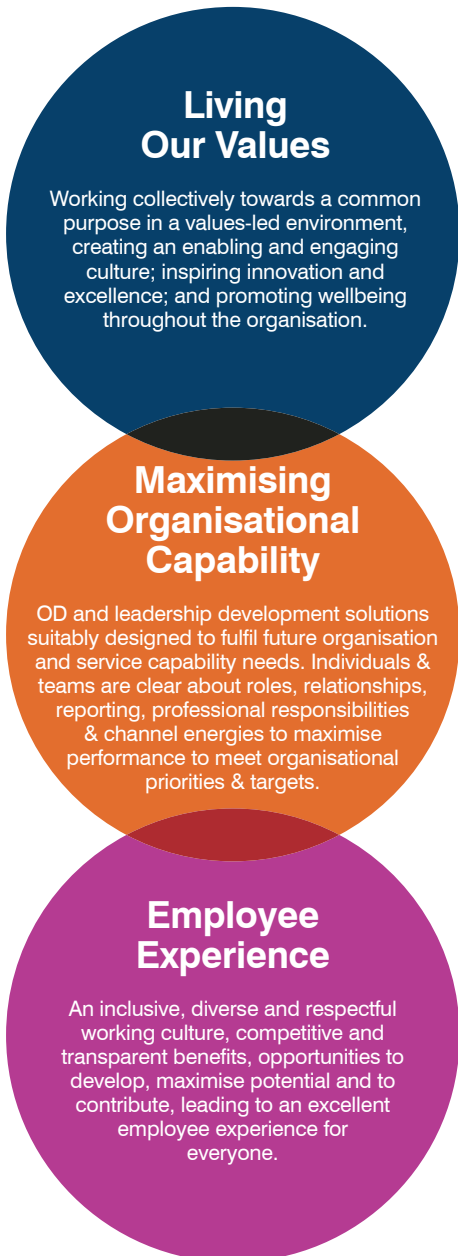 Living
Our Values
Working collectively towards a common
purpose in a values-led environment,
creating an enabling and engaging
culture; inspiring innovation and
excellence; and promoting wellbeing
throughout the organisation.
Maximising
Organisational
Capability
OD and leadership development solutions
suitably designed to fulfil future organisation
and service capability needs. Individuals &
teams are clear about roles, relationships,
reporting, professional responsibilities
& channel energies to maximise
performance to meet organisational
priorities & targets.
Employee
Experience
An inclusive, diverse and respectful
working culture, competitive and
transparent benefits, opportunities to
develop, maximise potential and to
contribute, leading to an excellent
employee experience for
everyone.